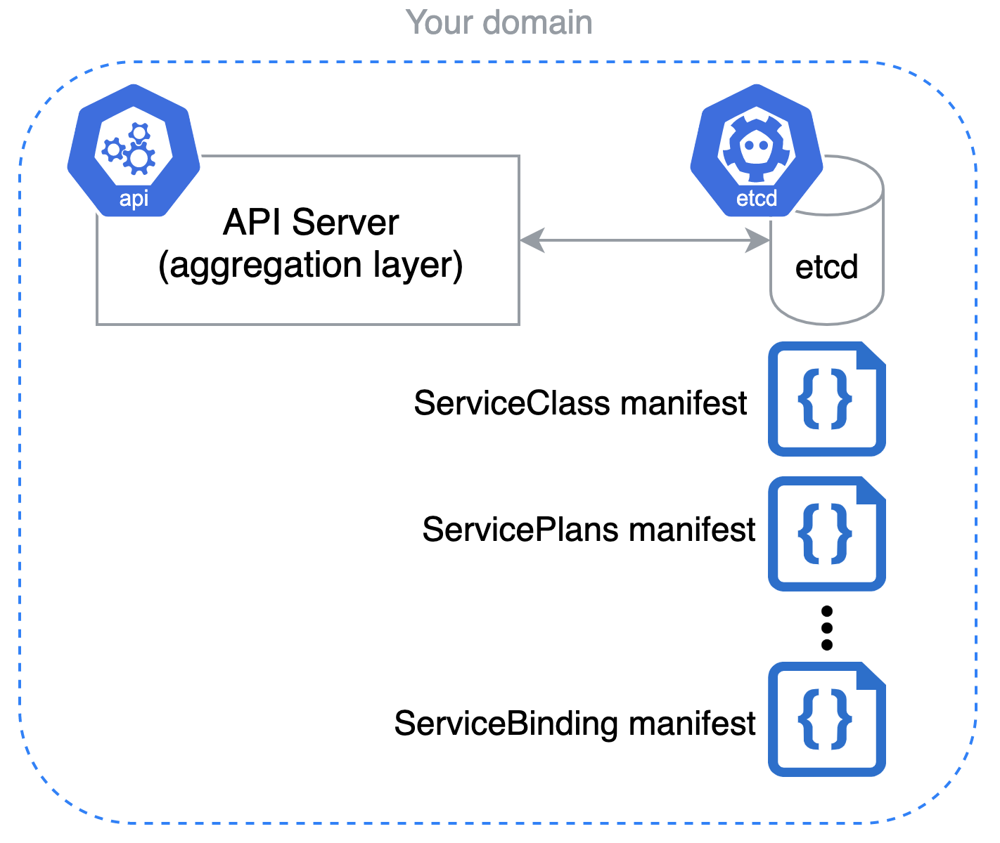 Your domain
api
API Server
(aggregation layer)
etcd
etcd
ServiceClass manifest
{}
ServicePlans manifest
{}
ServiceBinding manifest
{}